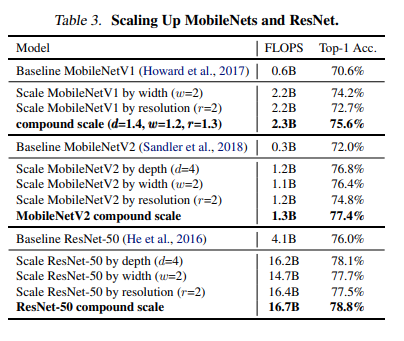 Table 3. Scaling Up MobileNets and ResNet.
Model FLOPS Top-1 Acc.
Baseline MobileNetV1 (Howard et al., 2017) 0.6B 70.6%
Scale MobileNetV1 by width (w=2) 2.2B 74.2%
Scale MobileNetV1 by resolution (r=2) 2.2B 72.7%
compound scale (d=1.4, w=1.2, r=1.3) 2.3B 75.6%
Baseline MobileNetV2 (Sandler et al., 2018) 0.3B 72.0%
Scale MobileNetV2 by depth (d=4) 1.2B 76.8%
Scale MobileNetV2 by width (w=2) 1.1B 76.4%
Scale MobileNetV2 by resolution (r=2) 1.2B 74.8%
MobileNetV2 compound scale 1.3B 77.4%
Baseline ResNet-50 (He et al., 2016) 4.1B 76.0%
Scale ResNet-50 by depth (d=4) 16.2B 78.1%
Scale ResNet-50 by width (w=2) 14.7B 77.7%
Scale ResNet-50 by resolution (r=2) 16.4B 77.5%
ResNet-50 compound scale 16.7B 78.8%